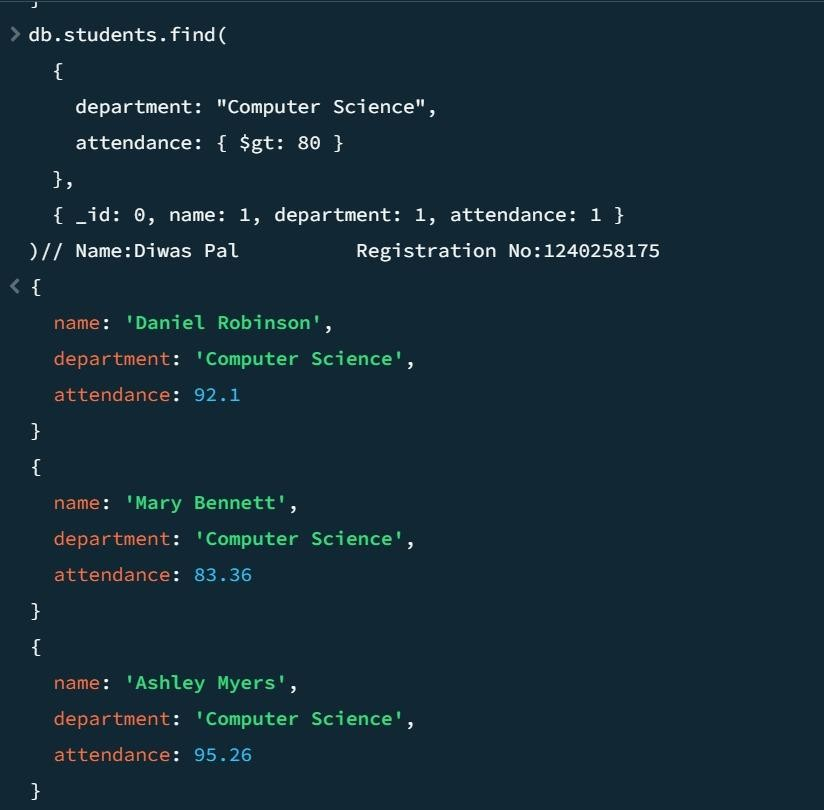 }
> db.students.find(
{
department: "Computer Science",
attendance: { $gt: 80 }
},
{ _id: 0, name: 1, department: 1, attendance: 1 }
)// Name:Diwas Pal Registration No:1240258175
< {
name: 'Daniel Robinson',
department: 'Computer Science',
attendance: 92.1
}
{
name: 'Mary Bennett',
department: 'Computer Science',
attendance: 83.36
}
{
name: 'Ashley Myers',
department: 'Computer Science',
attendance: 95.26
}